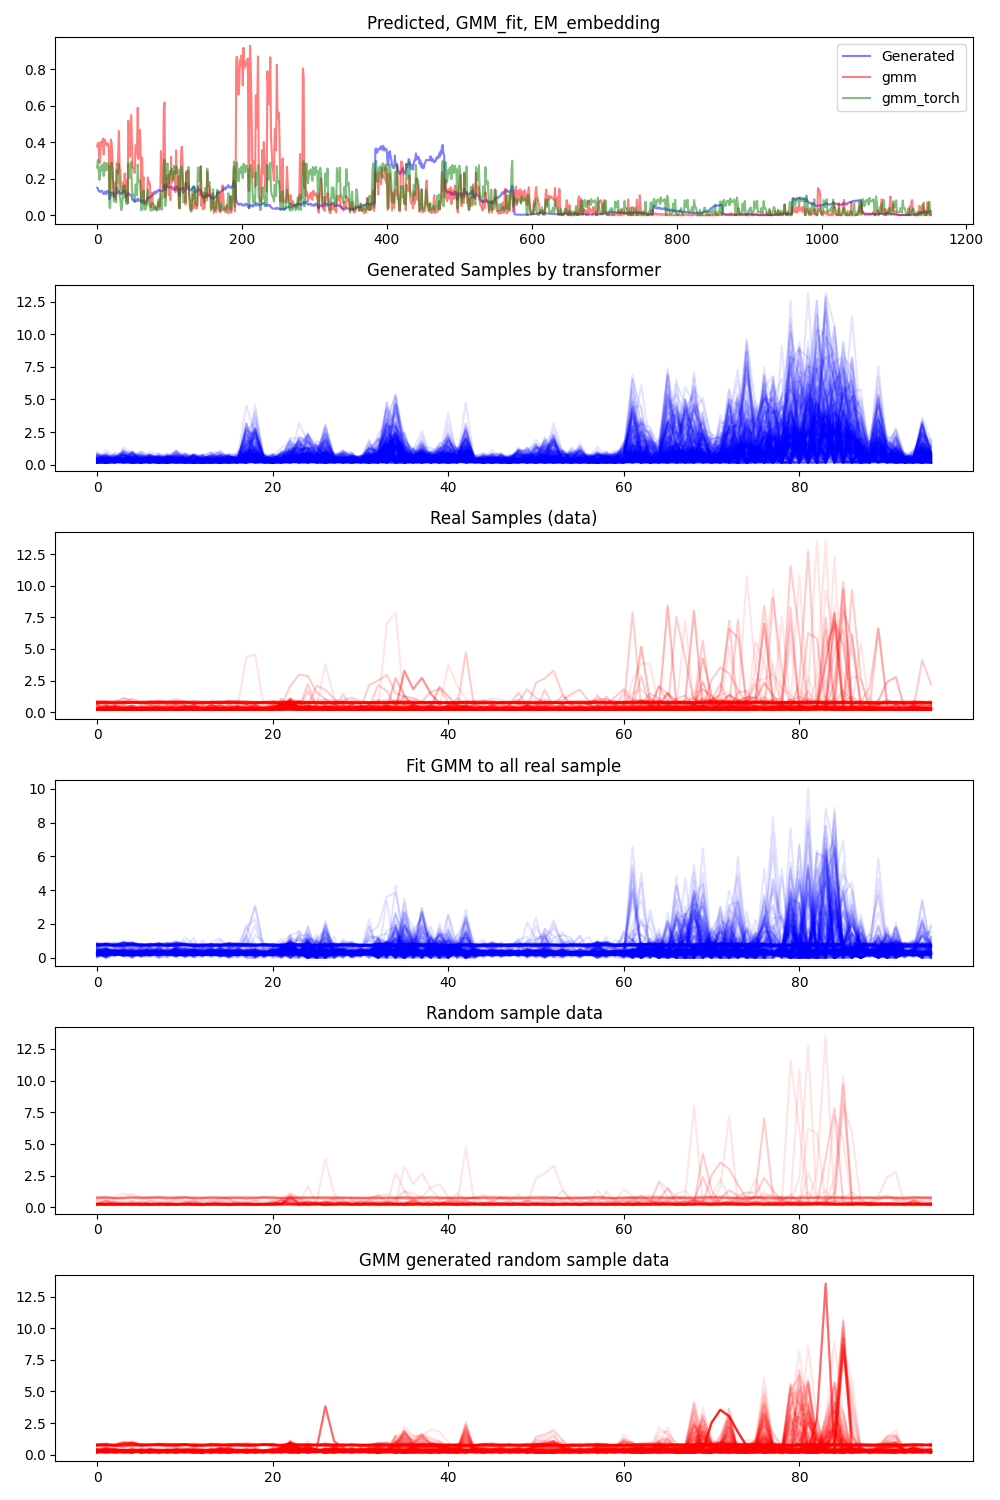 Predicted, GMM_fit, EM_embedding
Generated
gmm
gmm_torch
0.8
0.6
0.4
0.2
0.0
0 200 400 600 800 1000 1200
Generated Samples by transformer
12.5
10.0
7.5
5.0
2.5
0.0
0 20 40 60 80
Real Samples (data)
12.5
10.0
7.5
5.0
2.5
0.0
0 20 40 60 80
Fit GMM to all real sample
10
8
6
4
2
0
0 20 40 60 80
Random sample data
12.5
10.0
7.5
5.0
2.5
0.0
0 20 40 60 80
GMM generated random sample data
12.5
10.0
7.5
5.0
2.5
0.0
0 20 40 60 80